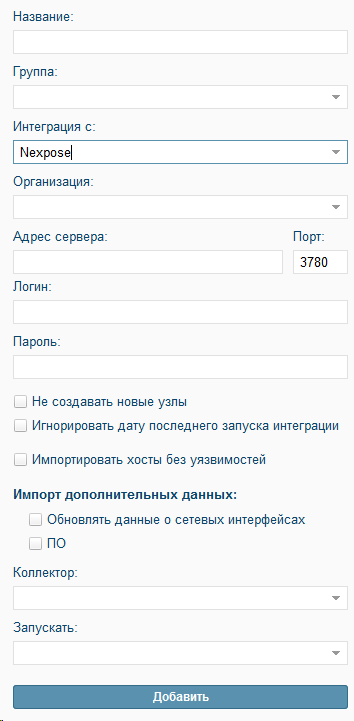 Название:
Группа:
Интеграция с:
Nexpose
Организация:
Адрес сервера: Порт:
3780
Логин:
Пароль:
Не создавать новые узлы
Игнорировать дату последнего запуска интеграции
Импортировать хосты без уязвимостей
Импорт дополнительных данных:
Обновлять данные о сетевых интерфейсах
ПО
Коллектор:
Запускать:
Добавить